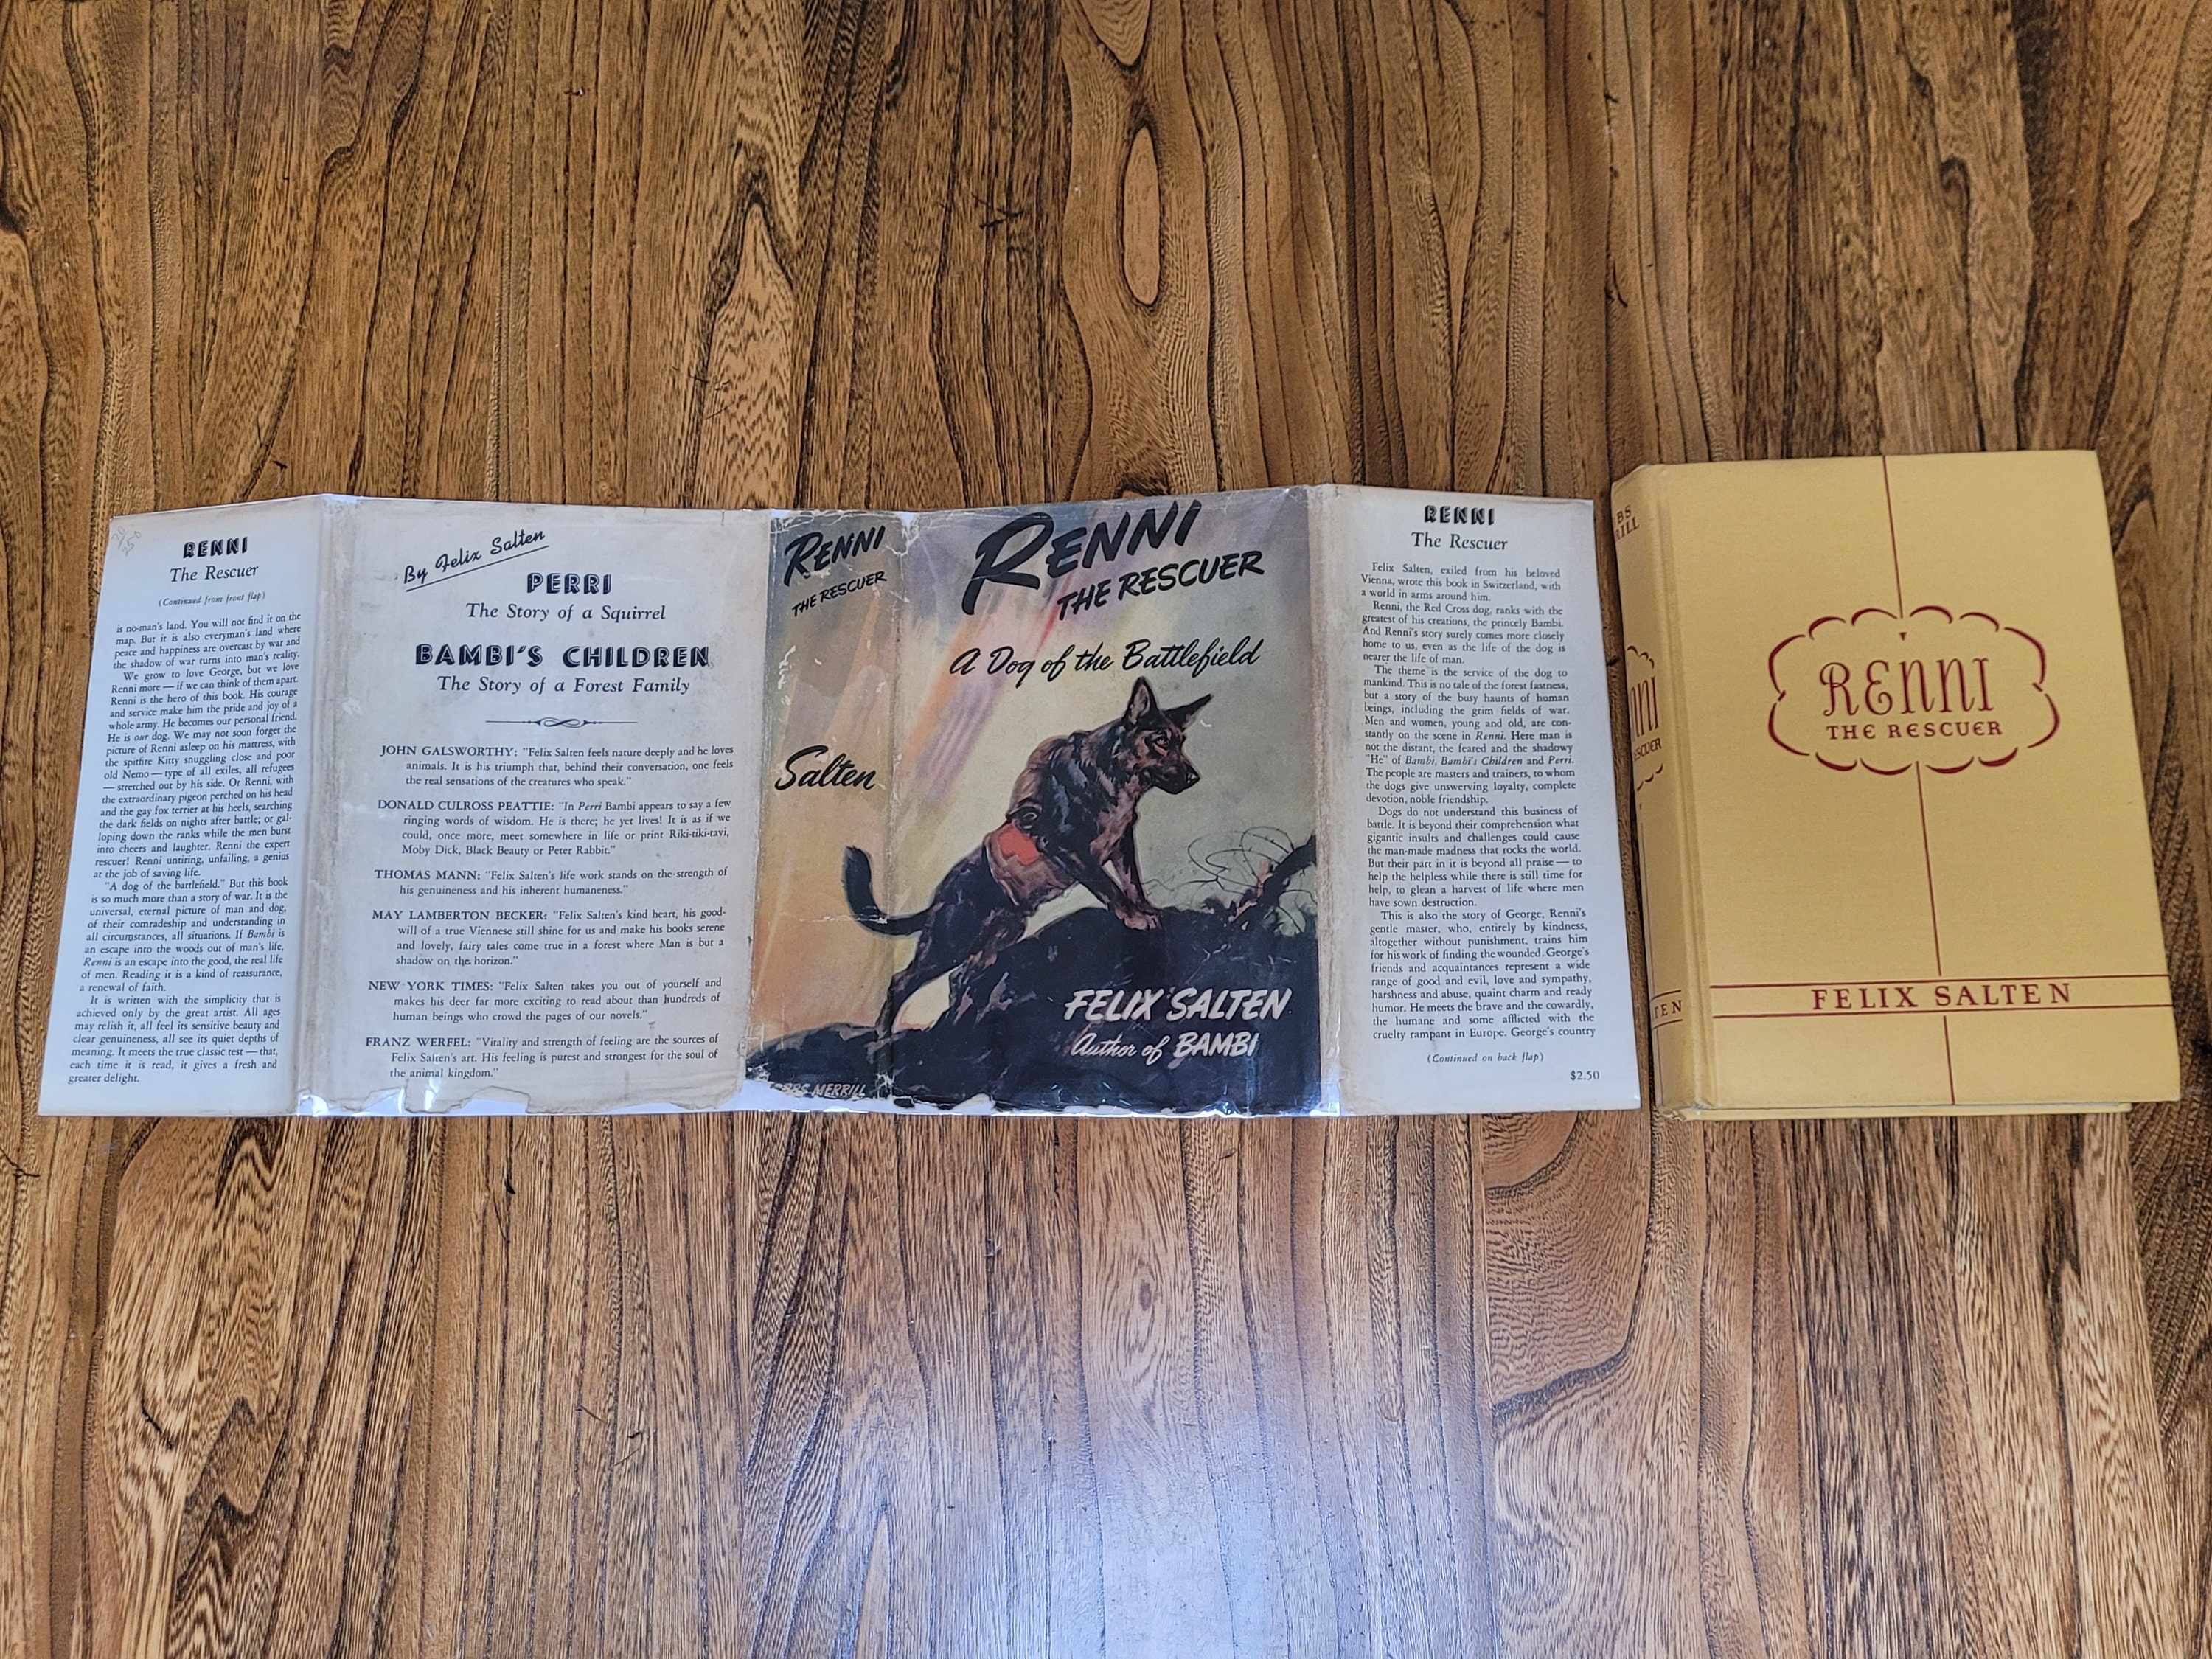 RENNI
The Rescuer
(Continued from front flap)
is no-man's land. You will not find it on the
map. But it is also everyman's land where
peace and happiness are overcast by war and
the shadow of war turns into man's reality.
We grow to love George, but we love
Renni more — if we can think of them apart.
Renni is the hero of this book. His courage
and service make him the pride and joy of a
whole army. He becomes our personal friend.
He is our dog. We may not soon forget the
picture of Renni asleep on his mattress, with
the spitfire Kitty snuggling close and poor
old Nemo — type of all exiles, all refugees
— stretched out by his side. Or Renni, with
the extraordinary pigeon perched on his head
and the gay fox terrier at his heels, searching
the dark fields on nights after battle; or gal-
loping down the ranks while the men burst
into cheers and laughter. Renni the expert
rescuer! Renni untiring, unfailing, a genius
at the job of saving life.
"A dog of the battlefield." But this book
is so much more than a story of war. It is the
universal, eternal picture of man and dog,
of their comradeship and understanding in
all circumstances, all situations. If Bambi is
an escape into the woods out of man's life,
Renni is an escape into the good, the real life
of men. Reading it is a kind of reassurance,
a renewal of faith.
It is written with the simplicity that is
achieved only by the great artist. All ages
may relish it, all feel its sensitive beauty and
clear genuineness, all see its quiet depths of
meaning. It meets the true classic test — that,
each time it is read, it gives a fresh and
greater delight.
By Felix Salten
PERRI
The Story of a Squirrel
BAMBI'S CHILDREN
The Story of a Forest Family
JOHN GALSWORTHY: "Felix Salten feels nature deeply and he loves
animals. It is his triumph that, behind their conversation, one feels
the real sensations of the creatures who speak."
DONALD CULROSS PEATTIE: "In Perri Bambi appears to say a few
ringing words of wisdom. He is there; he yet lives! It is as if we
could, once more, meet somewhere in life or print Riki-tiki-tavi,
Moby Dick, Black Beauty or Peter Rabbit."
THOMAS MANN: "Felix Salten's life work stands on the strength of
his genuineness and his inherent humaneness."
MAY LAMBERTON BECKER: "Felix Salten's kind heart, his good-
will of a true Viennese still shine for us and make his books serene
and lovely, fairy tales come true in a forest where Man is but a
shadow on the horizon."
NEW YORK TIMES: "Felix Salten takes you out of yourself and
makes his deer far more exciting to read about than hundreds of
human beings who crowd the pages of our novels."
FRANZ WERFEL: "Vitality and strength of feeling are the sources of
Felix Salten's art. His feeling is purest and strongest for the soul of
the animal kingdom."
RENNI
THE RESCUER
Salten
MERRILL
RENNI
THE RESCUER
A Dog of the Battlefield
FELIX SALTEN
Author of BAMBI
RENNI
The Rescuer
Felix Salten, exiled from his beloved
Vienna, wrote this book in Switzerland, with
a world in arms around him.
Renni, the Red Cross dog, ranks with the
greatest of his creations, the princely Bambi.
And Renni's story surely comes more closely
home to us, even as the life of the dog is
nearer the life of man.
The theme is the service of the dog to
mankind. This is no tale of the forest fastness,
but a story of the busy haunts of human
beings, including the grim fields of war.
Men and women, young and old, are con-
stantly on the scene in Renni. Here man is
not the distant, the feared and the shadowy
"He" of Bambi, Bambi's Children and Perri.
The people are masters and trainers, to whom
the dogs give unswerving loyalty, complete
devotion, noble friendship.
Dogs do not understand this business of
battle. It is beyond their comprehension what
gigantic insults and challenges could cause
the man-made madness that rocks the world.
But their part in it is beyond all praise — to
help the helpless while there is still time for
help, to glean a harvest of life where men
have sown destruction.
This is also the story of George, Renni's
gentle master, who, entirely by kindness,
altogether without punishment, trains him
for his work of finding the wounded. George's
friends and acquaintances represent a wide
range of good and evil, love and sympathy,
harshness and abuse, quaint charm and ready
humor. He meets the brave and the cowardly,
the humane and some afflicted with the
cruelty rampant in Europe. George's country
(Continued on back flap)
$2.50
RENNI
THE RESCUER
FELIX SALTEN